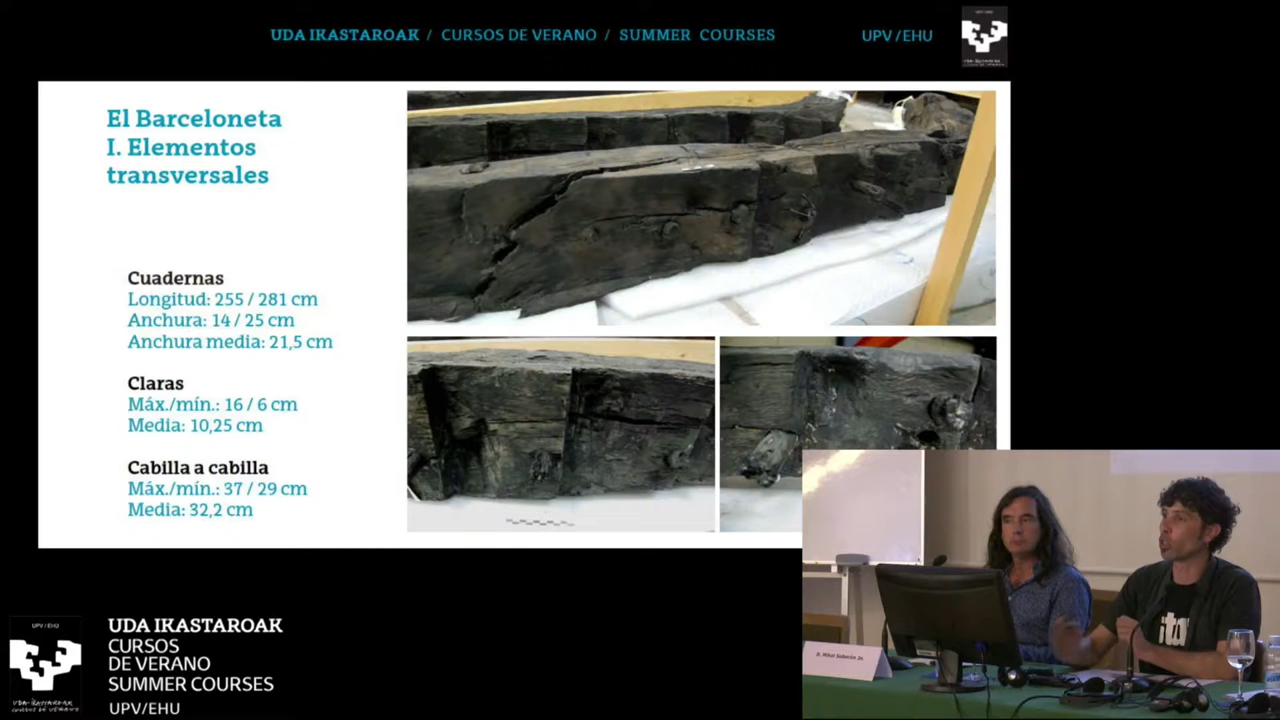 UDA IKASTAROAK / CURSOS DE VERANO / SUMMER COURSES
UPV / EHU
El Barceloneta
I. Elementos
transversales
Cuadernas
Longitud: 255 / 281 cm
Anchura: 14 / 25 cm
Anchura media: 21,5 cm
Claras
Máx./mín.: 16 / 6 cm
Media: 10,25 cm
Cabilla a cabilla
Máx./mín.: 37 / 29 cm
Media: 32,2 cm
UPV / EHU
UDA IKASTAROAK
CURSOS
DE VERANO
SUMMER COURSES
UPV/EHU
ita